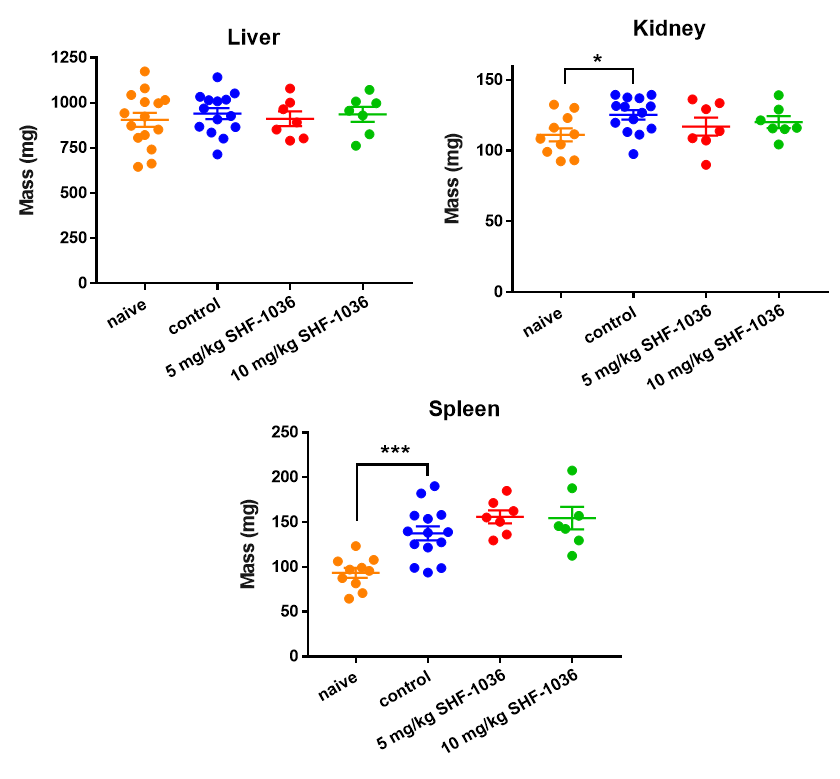 Liver
Mass (mg)
1250
1000
750
500
250
0
naive
control
5 mg/kg SHF-1036
10 mg/kg SHF-1036
Kidney
Mass (mg)
150
100
50
0
*
naive
control
5 mg/kg SHF-1036
10 mg/kg SHF-1036
Spleen
Mass (mg)
250
200
150
100
50
0
***
naive
control
5 mg/kg SHF-1036
10 mg/kg SHF-1036